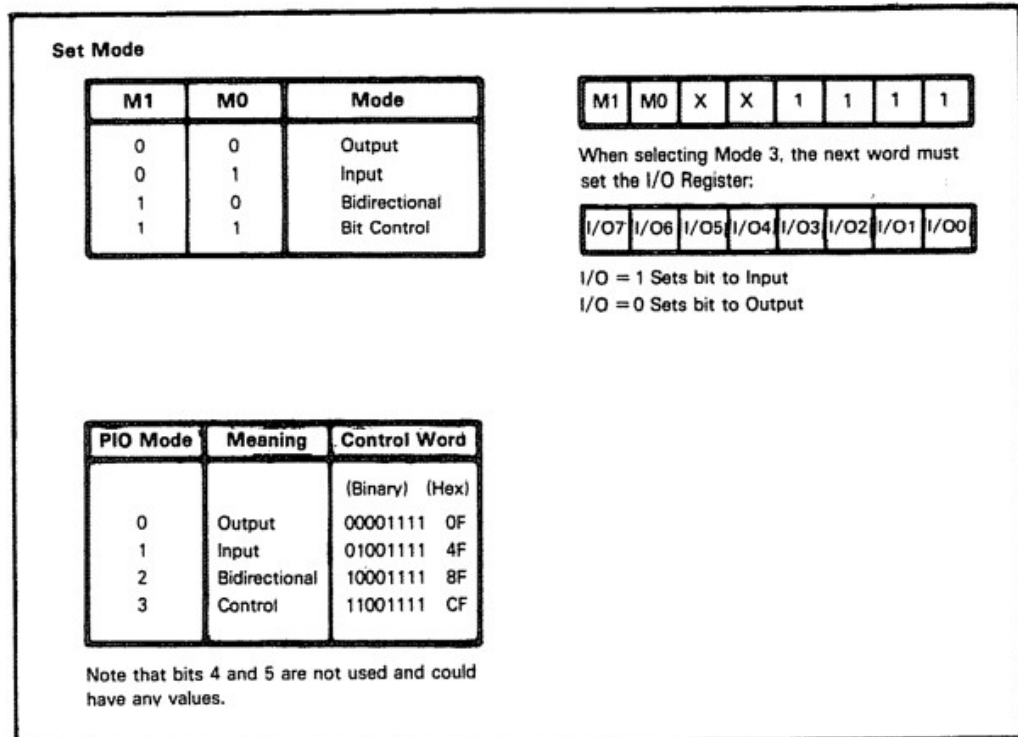 Set Mode
M1 M0 Mode
0 0 Output
0 1 Input
1 0 Bidirectional
1 1 Bit Control
M1 M0 X X 1 1 1 1
When selecting Mode 3, the next word must
set the I/O Register:
I/O7 I/O6 I/O5 I/O4 I/O3 I/O2 I/O1 I/O0
I/O = 1 Sets bit to Input
I/O = 0 Sets bit to Output
PIO Mode Meaning Control Word
(Binary) (Hex)
0 Output 00001111 0F
1 Input 01001111 4F
2 Bidirectional 10001111 8F
3 Control 11001111 CF
Note that bits 4 and 5 are not used and could
have any values.